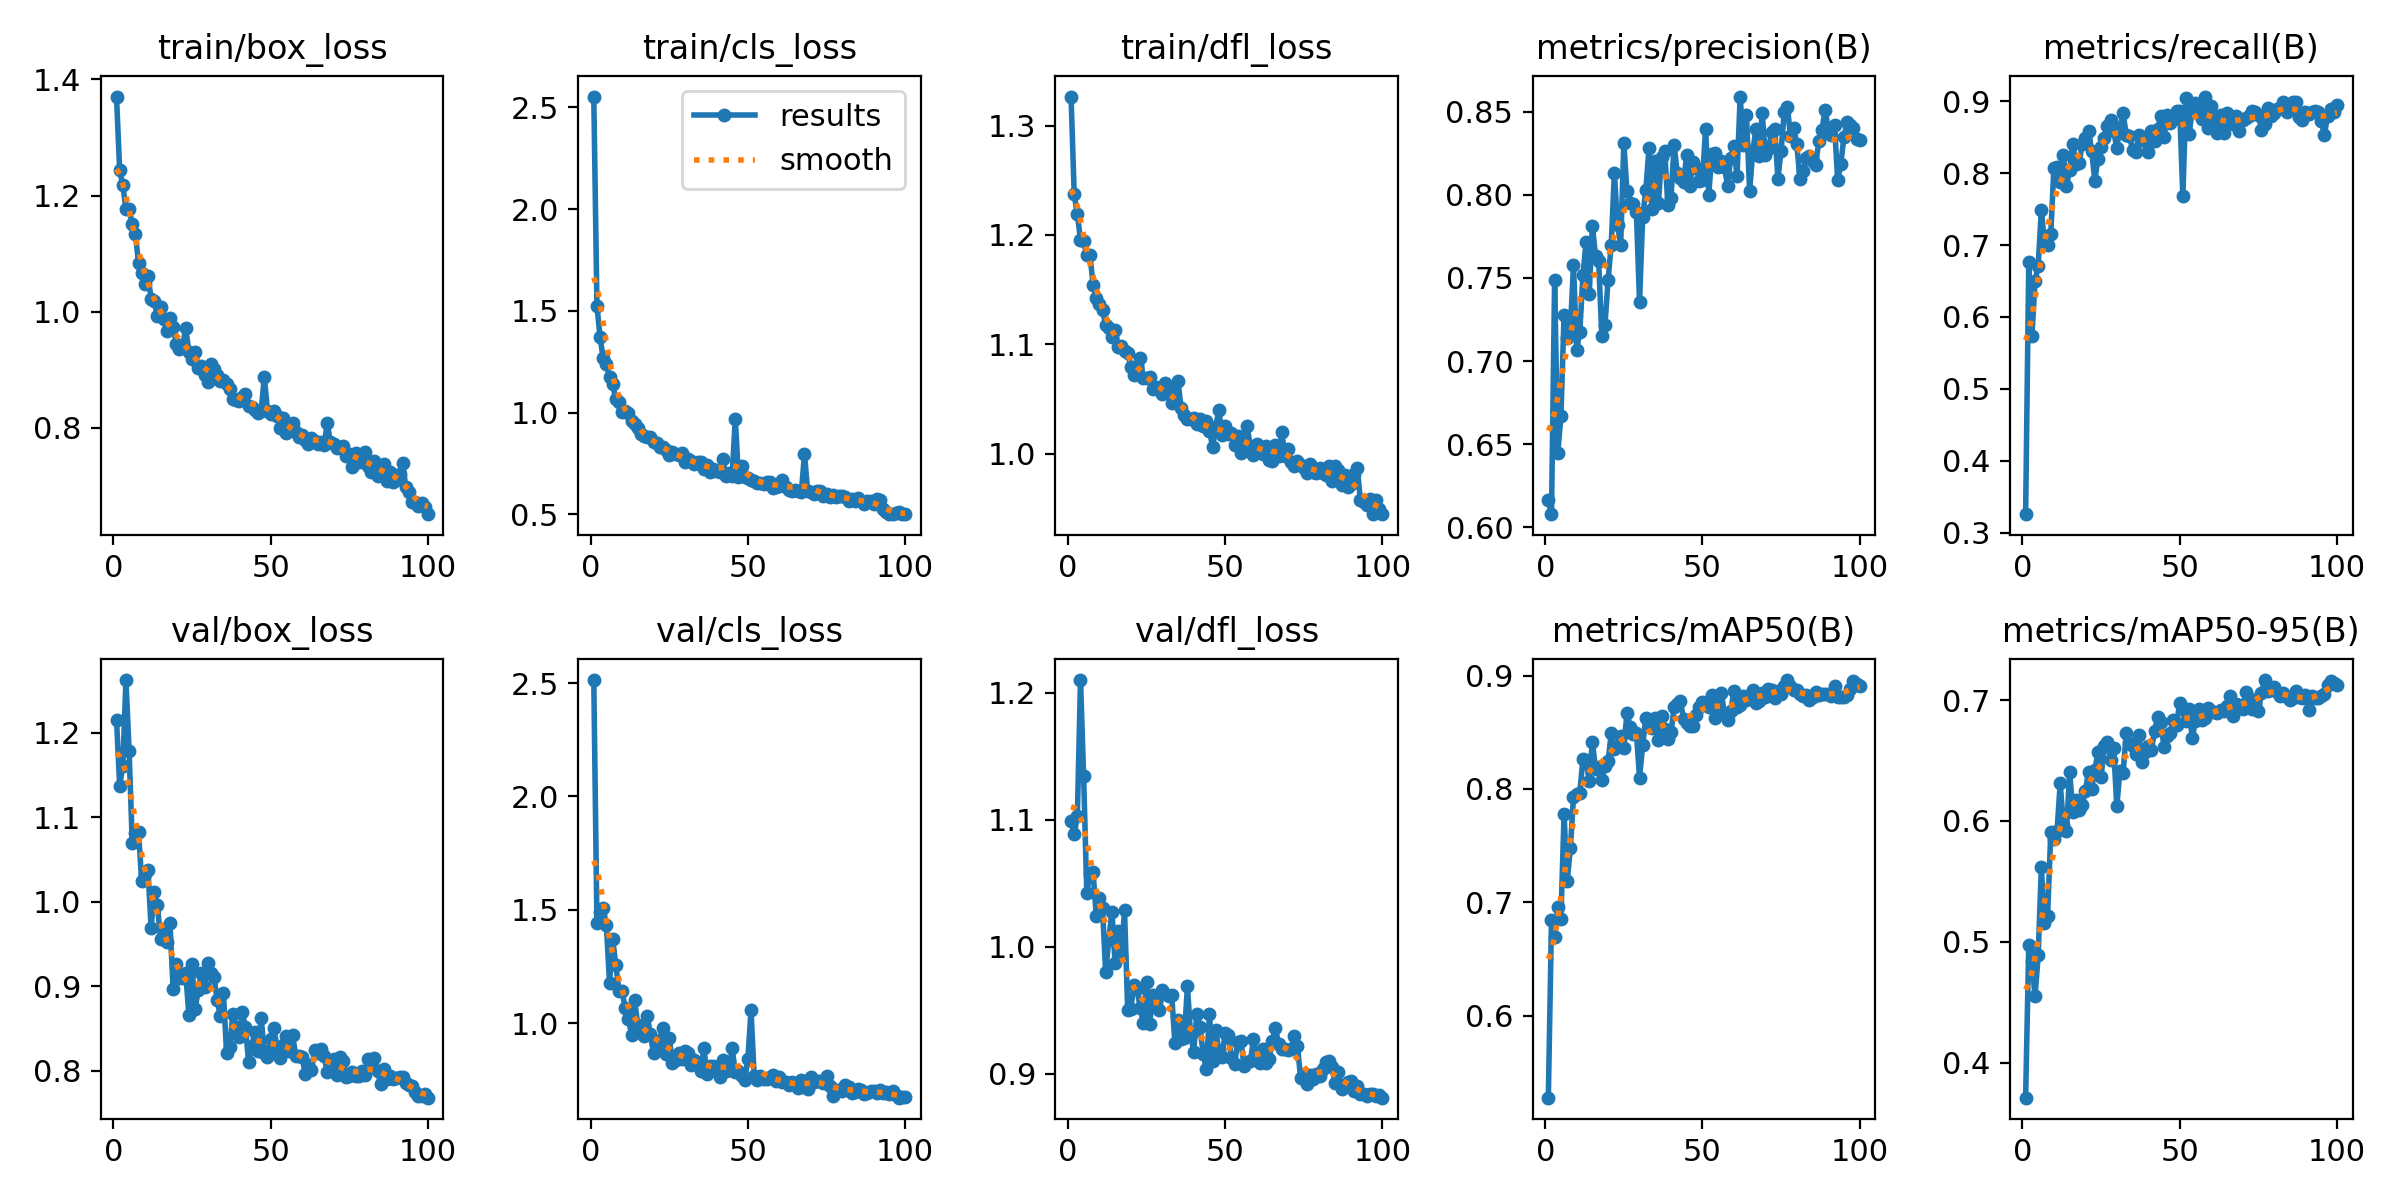 train/box_loss
train/cls_loss
train/dfl_loss
metrics/precision(B)
metrics/recall(B)
1.4
1.2
1.0
0.8
0 50 100
2.5
2.0
1.5
1.0
0.5
0 50 100
results
smooth
1.3
1.2
1.1
1.0
0 50 100
0.85
0.80
0.75
0.70
0.65
0.60
0 50 100
0.9
0.8
0.7
0.6
0.5
0.4
0.3
0 50 100
val/box_loss
val/cls_loss
val/dfl_loss
metrics/mAP50(B)
metrics/mAP50-95(B)
1.2
1.1
1.0
0.9
0.8
0 50 100
2.5
2.0
1.5
1.0
0 50 100
1.2
1.1
1.0
0.9
0 50 100
0.9
0.8
0.7
0.6
0 50 100
0.7
0.6
0.5
0.4
0 50 100